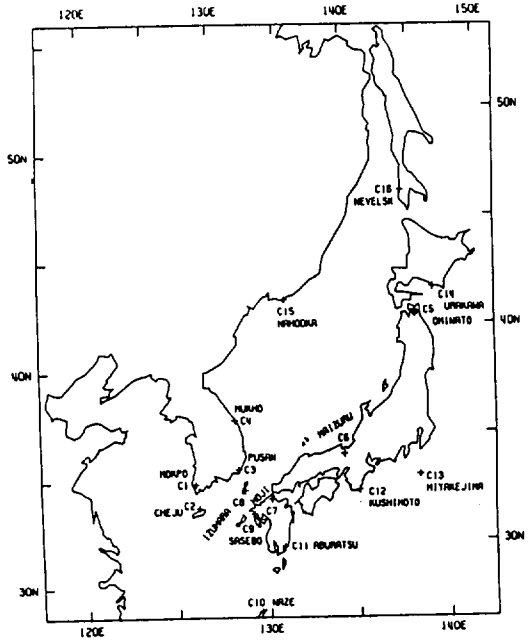 120E 130E 140E 150E
50N
50N
C16
NEVELSK
C14
URAKAWA
C5
OMINATO
40N
C15
NAHODKA
40N
MUKHO
C4
MAIZURU
C6
PUSAN
C3
MOKPO
C1
C8
MOJI
C7
C13
MIYAKEJIMA
C2
CHEJU
IZUHARA
C12
KUSHIMOTO
C9
SASEBO
C11 ABURATSU
30N
30N
C10 NAZE
120E 130E 140E